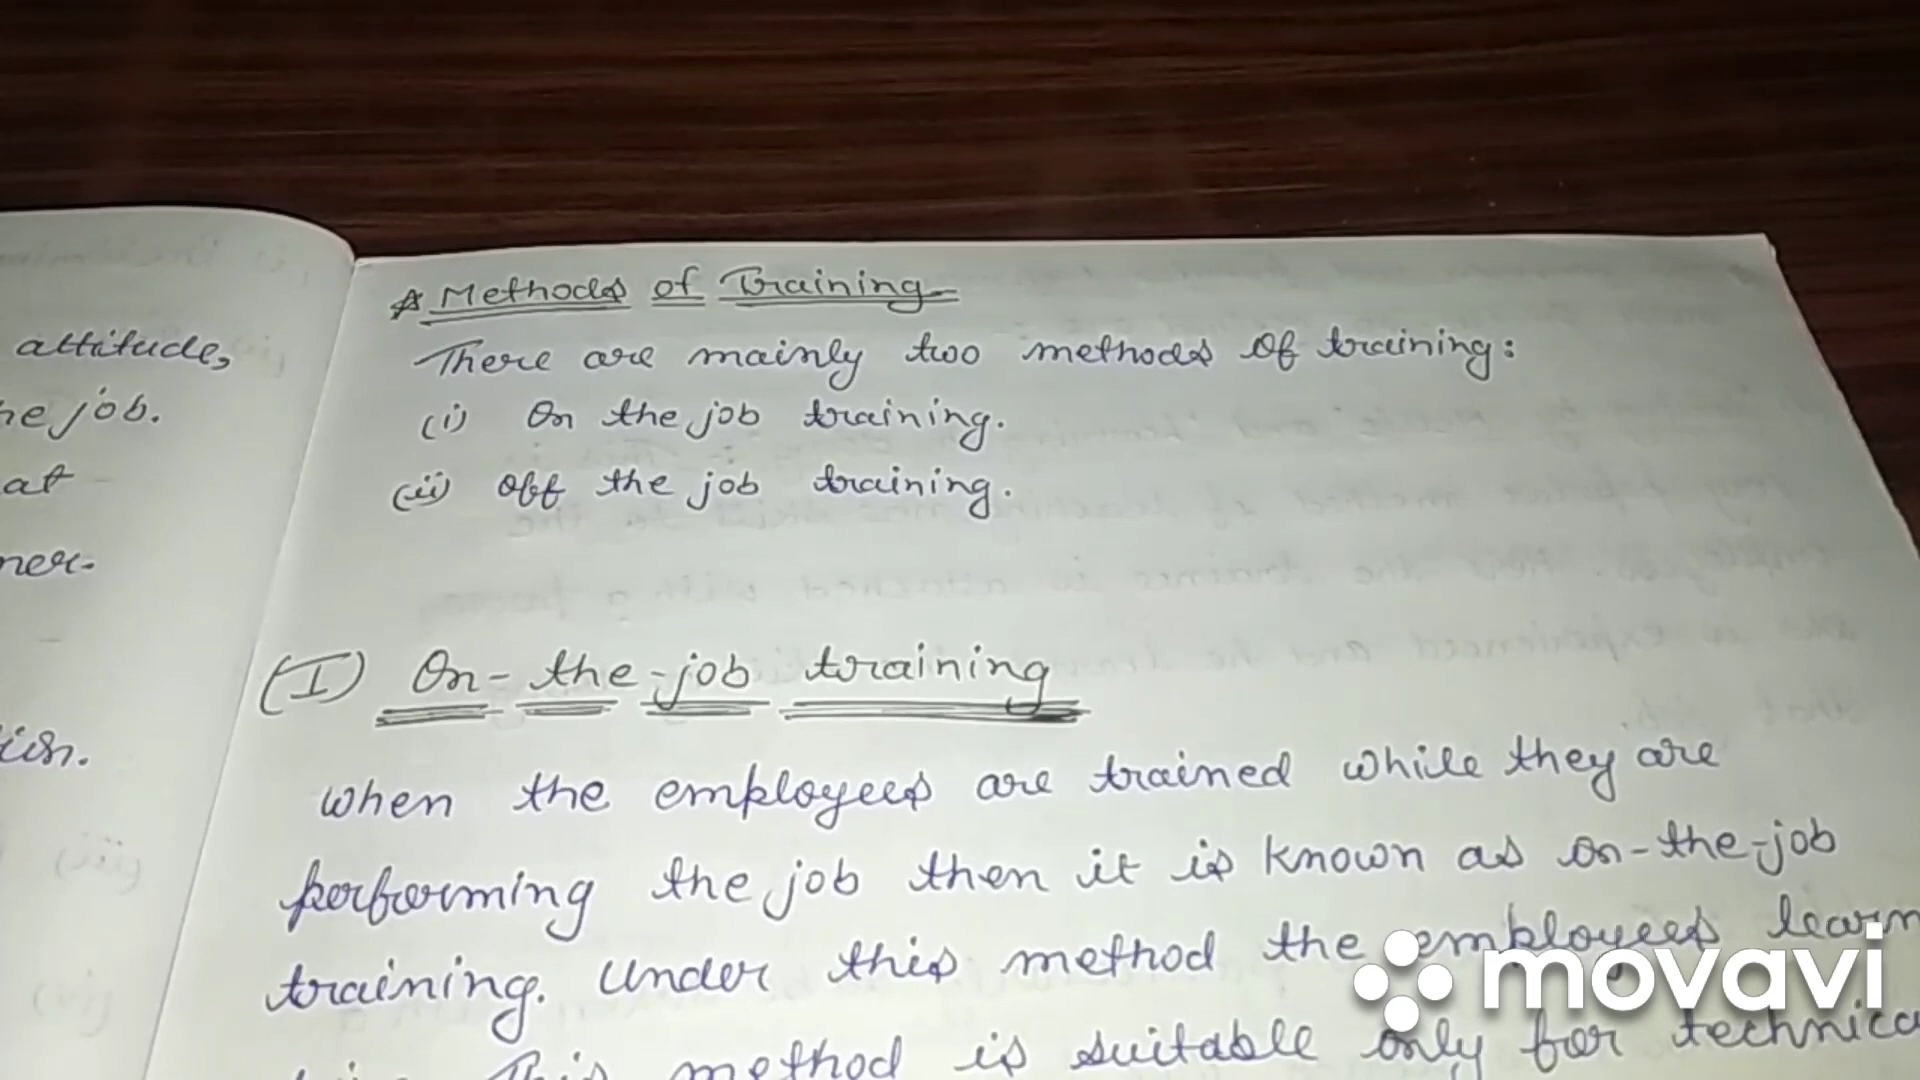 attitude,
he job.
at
ner.
Methods of Training
There are mainly two methods of training:
(i) On the job training.
(ii) Off the job training.
(I) On-the-job training
When the employees are trained while they are
performing the job then it is known as on-the-job
training. Under this method the employees learn
This method is suitable only for technica
movavi